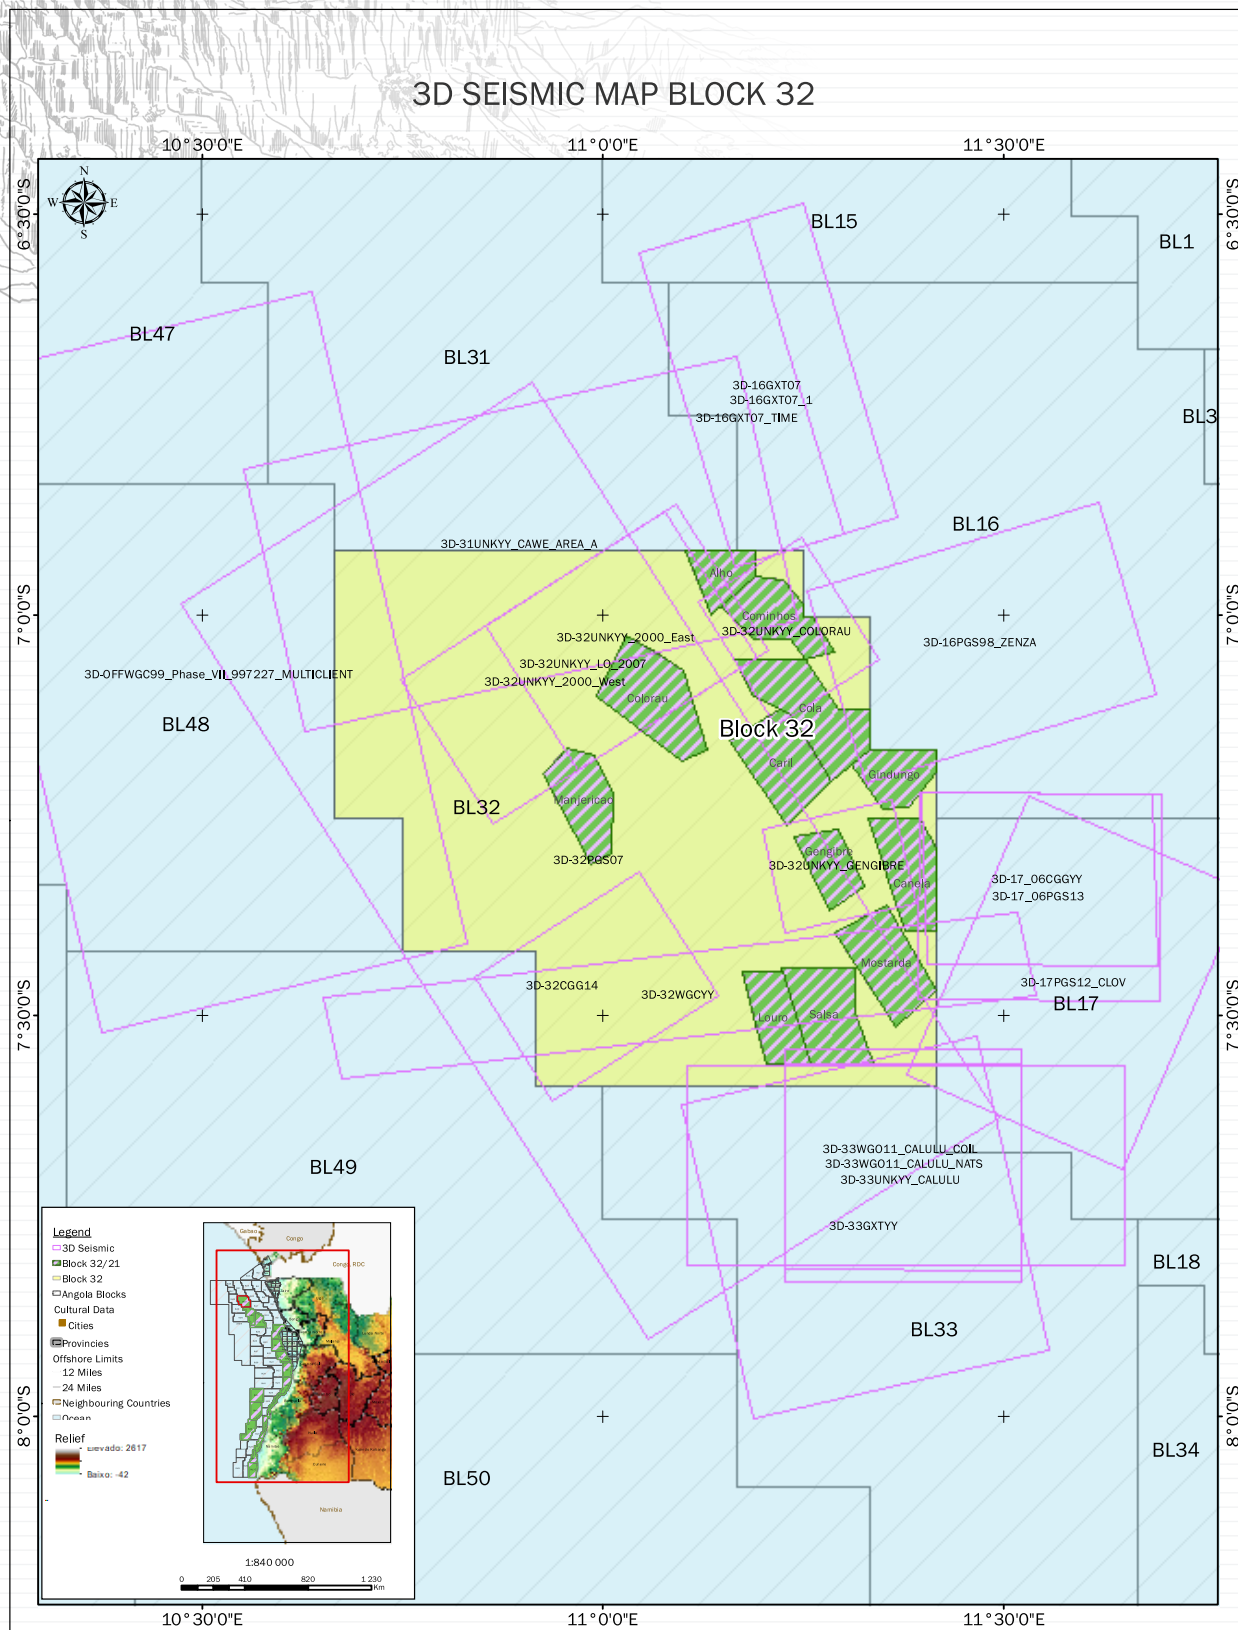 3D SEISMIC MAP BLOCK 32
10°30'0"E
11°0'0"E
11°30'0"E
6°30'0"S
6°30'0"S
N
W
E
S
BL15
BL1
BL47
BL31
3D-16GXT07
3D-16GXT07_1
3D-16GXT07_TIME
BL3
BL16
3D-31UNKYY_CAWE_AREA_A
Alho
7°0'0"S
7°0'0"S
Cominhos
3D-32UNKYY_COLORAU
3D-32UNKYY_2000_East
3D-16PGS98_ZENZA
3D-32UNKYY_LO_2007
3D-OFFWGC99_Phase_VII_997227_MULTICLIENT
3D-32UNKYY_2000_West
Colorau
Cola
BL48
Block 32
Caril
Gindungo
Manjericao
BL32
Gengibre
3D-32PGS07
3D-32UNKYY_GENGIBRE
3D-17_06CGGYY
Canela
3D-17_06PGS13
Mostarda
3D-32CGG14
3D-32WGCYY
3D-17PGS12_CLOV
BL17
7°30'0"S
7°30'0"S
Louro
Salsa
3D-33WG011_CALULU_COIL
3D-33WG011_CALULU_NATS
BL49
3D-33UNKYY_CALULU
3D-33GXTYY
BL18
BL33
8°0'0"S
8°0'0"S
BL34
BL50
Legend
3D Seismic
Block 32/21
Block 32
Angola Blocks
Cultural Data
Cities
Provincies
Offshore Limits
12 Miles
24 Miles
Neighbouring Countries
Ocean
Relief
Elevado: 2617
Baixo: -42
Gabao
Congo
Congo, RDC
Namibia
1:840 000
0 205 410 820 1 230
Km
10°30'0"E
11°0'0"E
11°30'0"E